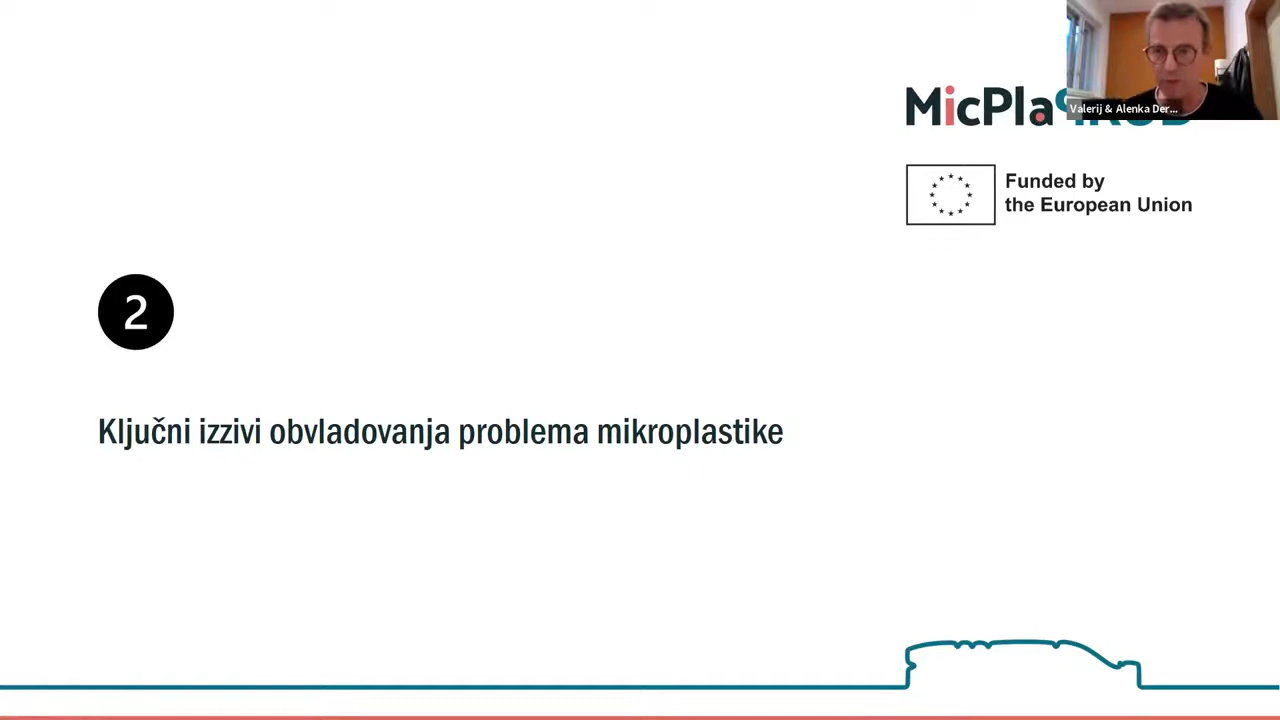 Valerij & Alenka Der...
MicPla
Funded by
the European Union
2
Ključni izzivi obvladovanja problema mikroplastike